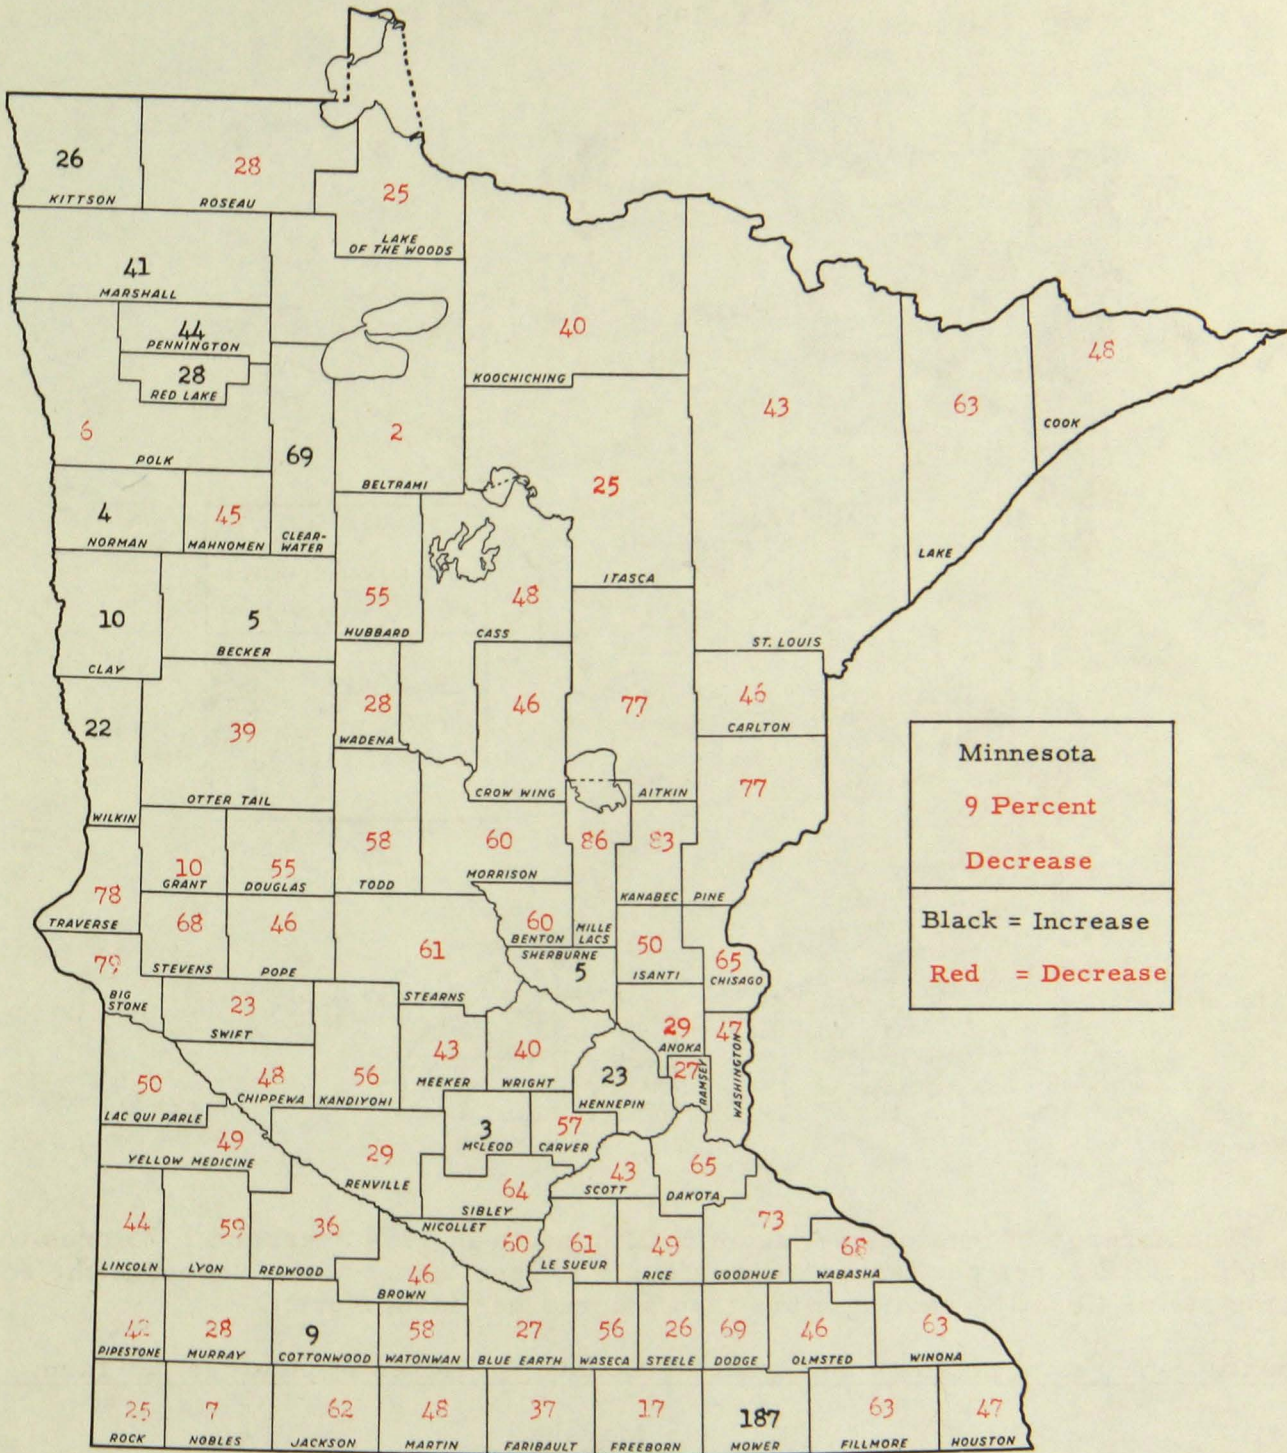 26
KITTSON
28
ROSEAU
25
LAKE
OF THE WOODS
41
MARSHALL
44
PENNINGTON
28
RED LAKE
40
KOOCHICHING
48
COOK
63
LAKE
43
ST. LOUIS
6
POLK
69
CLEAR-
WATER
2
BELTRAMI
25
ITASCA
4
NORMAN
45
MAHNOMEN
55
HUBBARD
48
CASS
10
CLAY
5
BECKER
22
WILKIN
39
OTTER TAIL
28
WADENA
46
CROW WING
77
AITKIN
46
CARLTON
77
PINE
Minnesota
9 Percent
Decrease
Black = Increase
Red = Decrease
10
GRANT
55
DOUGLAS
58
TODD
60
MORRISON
86
MILLE
LACS
83
KANABEC
78
TRAVERSE
68
STEVENS
46
POPE
61
STEARNS
60
BENTON
SHERBURNE
5
50
ISANTI
65
CHISAGO
79
BIG
STONE
23
SWIFT
29
ANOKA
47
WASHINGTON
27
RAMSEY
50
LAC QUI PARLE
48
CHIPPEWA
56
KANDIYOHI
43
MEEKER
40
WRIGHT
23
HENNEPIN
49
YELLOW MEDICINE
29
RENVILLE
3
McLEOD
57
CARVER
64
SIBLEY
43
SCOTT
65
DAKOTA
44
LINCOLN
59
LYON
36
REDWOOD
NICOLLET
60
61
LE SUEUR
49
RICE
73
GOODHUE
68
WABASHA
46
BROWN
42
PIPESTONE
28
MURRAY
9
COTTONWOOD
58
WATONWAN
27
BLUE EARTH
56
WASECA
26
STEELE
69
DODGE
46
OLMSTED
63
WINONA
25
ROCK
7
NOBLES
62
JACKSON
48
MARTIN
37
FARIBAULT
17
FREEBORN
187
MOWER
63
FILLMORE
47
HOUSTON